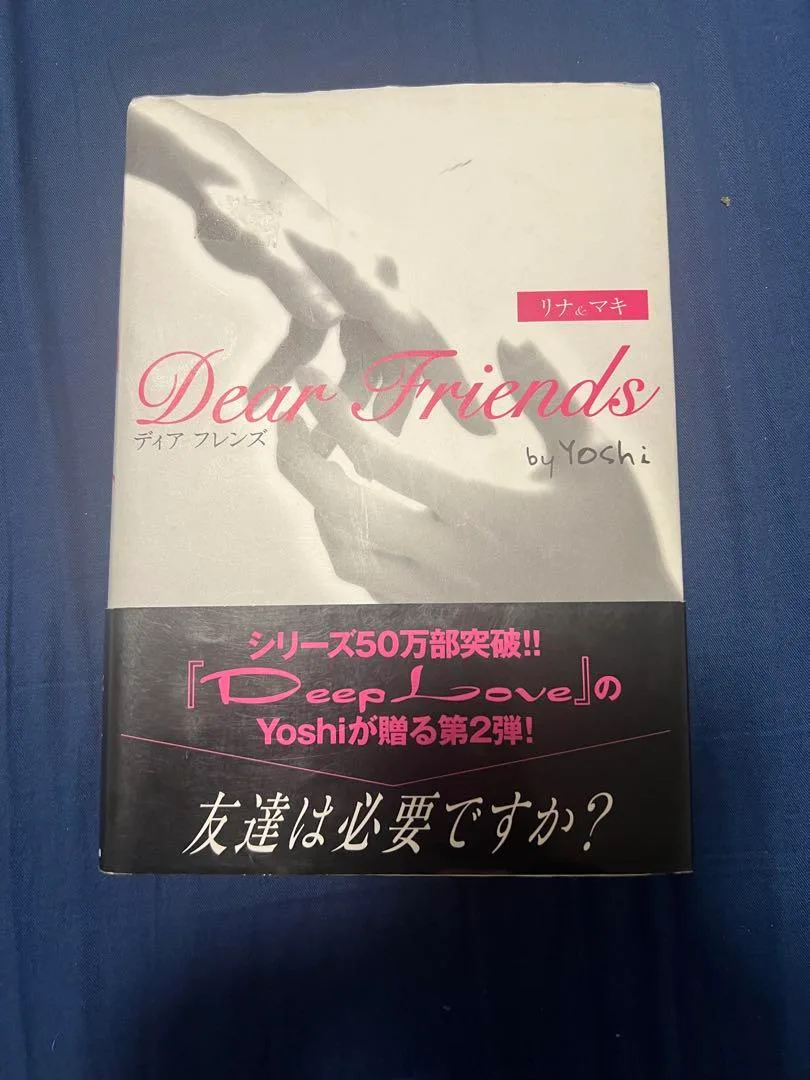 リナ&マキ
Dear Friends
ディア フレンズ
by Yoshi
シリーズ50万部突破!!
『Deep Love』の
Yoshiが贈る第2弾!
友達は必要ですか?